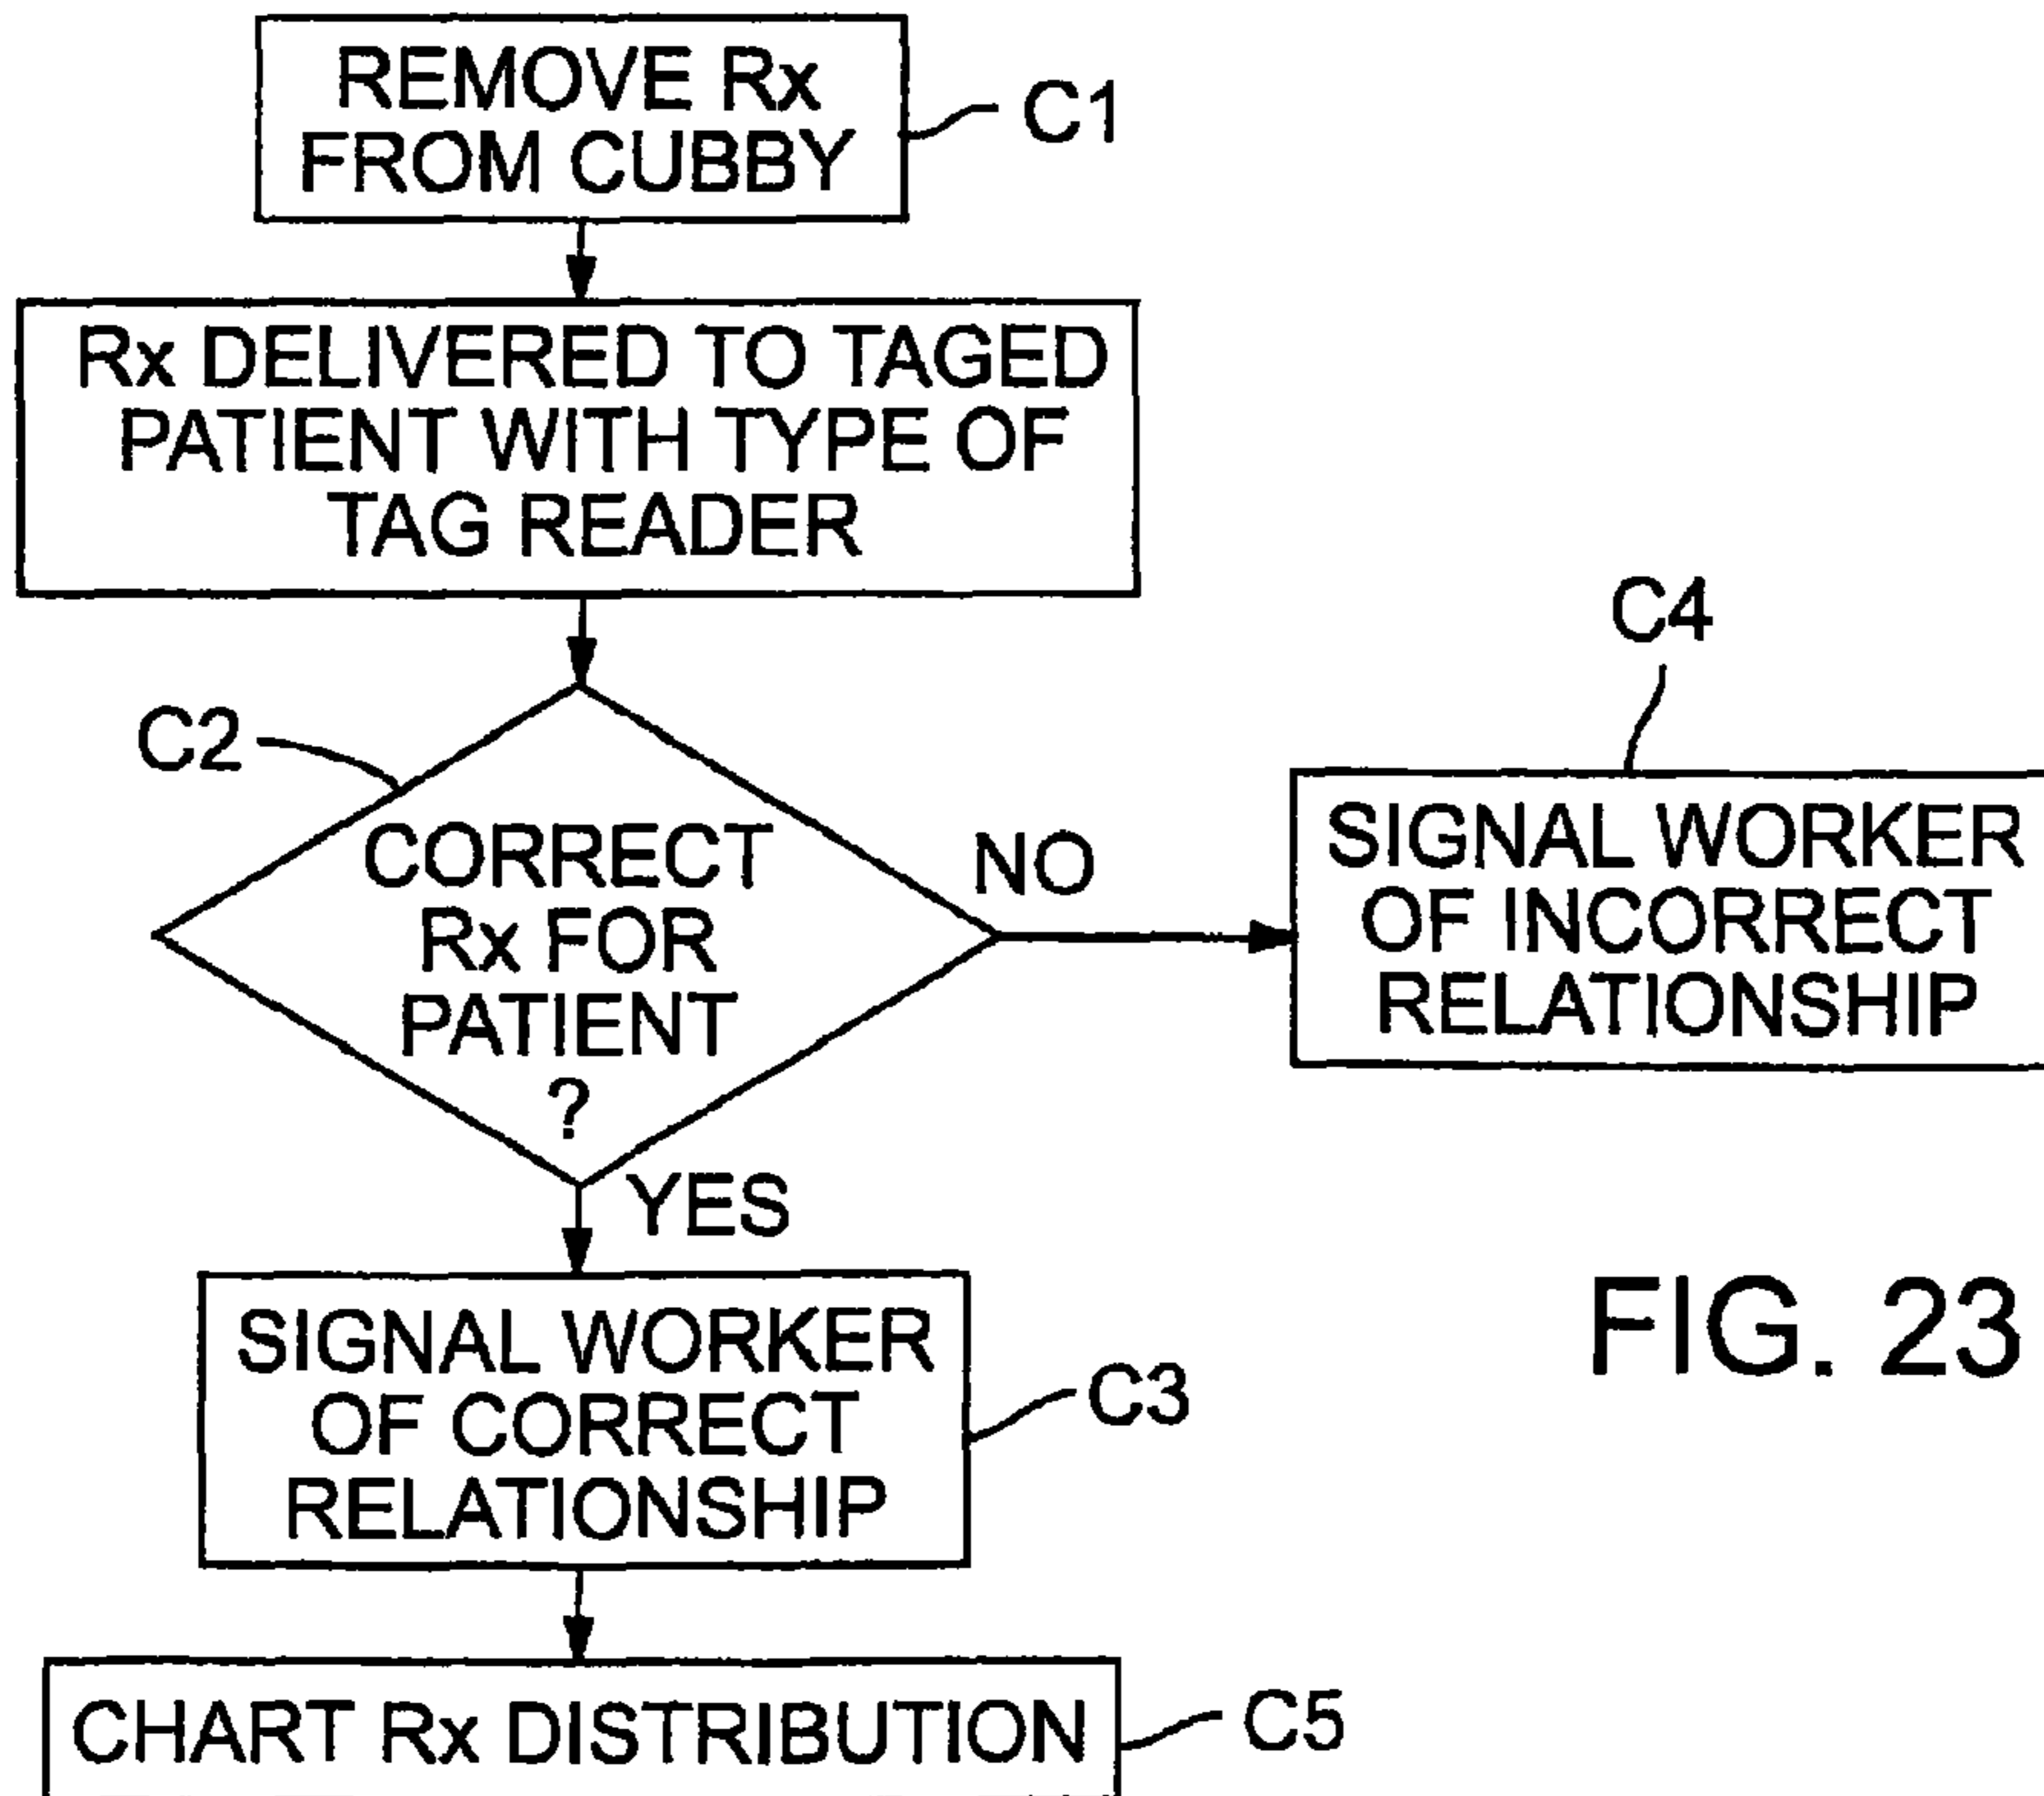 REMOVE Rx
FROM CUBBY
C1
Rx DELIVERED TO TAGED
PATIENT WITH TYPE OF
TAG READER
C2
CORRECT
Rx FOR
PATIENT
?
NO
C4
SIGNAL WORKER
OF INCORRECT
RELATIONSHIP
YES
SIGNAL WORKER
OF CORRECT
RELATIONSHIP
C3
FIG. 23
CHART Rx DISTRIBUTION
C5